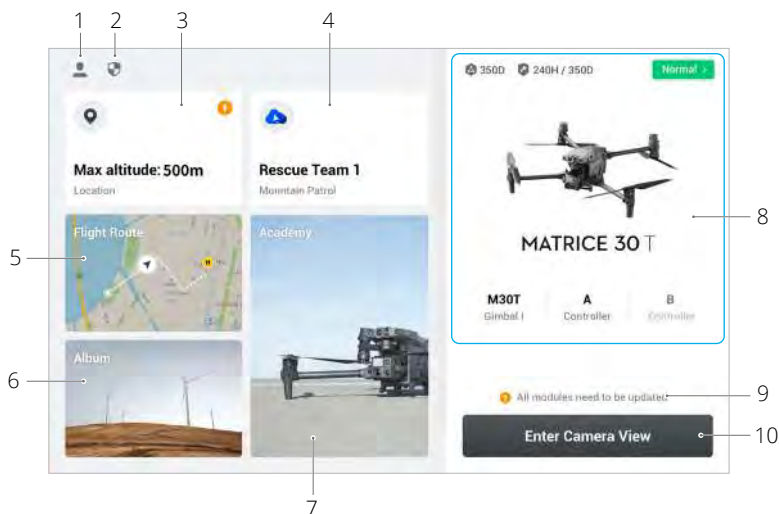 1
2
3
4
350D
240H / 350D
Normal >
Max altitude: 500m
Location
Rescue Team 1
Mountain Patrol
8
MATRICE 30 T
Flight Route
H
5
Academy
M30T
A
B
Gimbal I
Controller
Controller
Album
6
All modules need to be updated
9
Enter Camera View
10
7